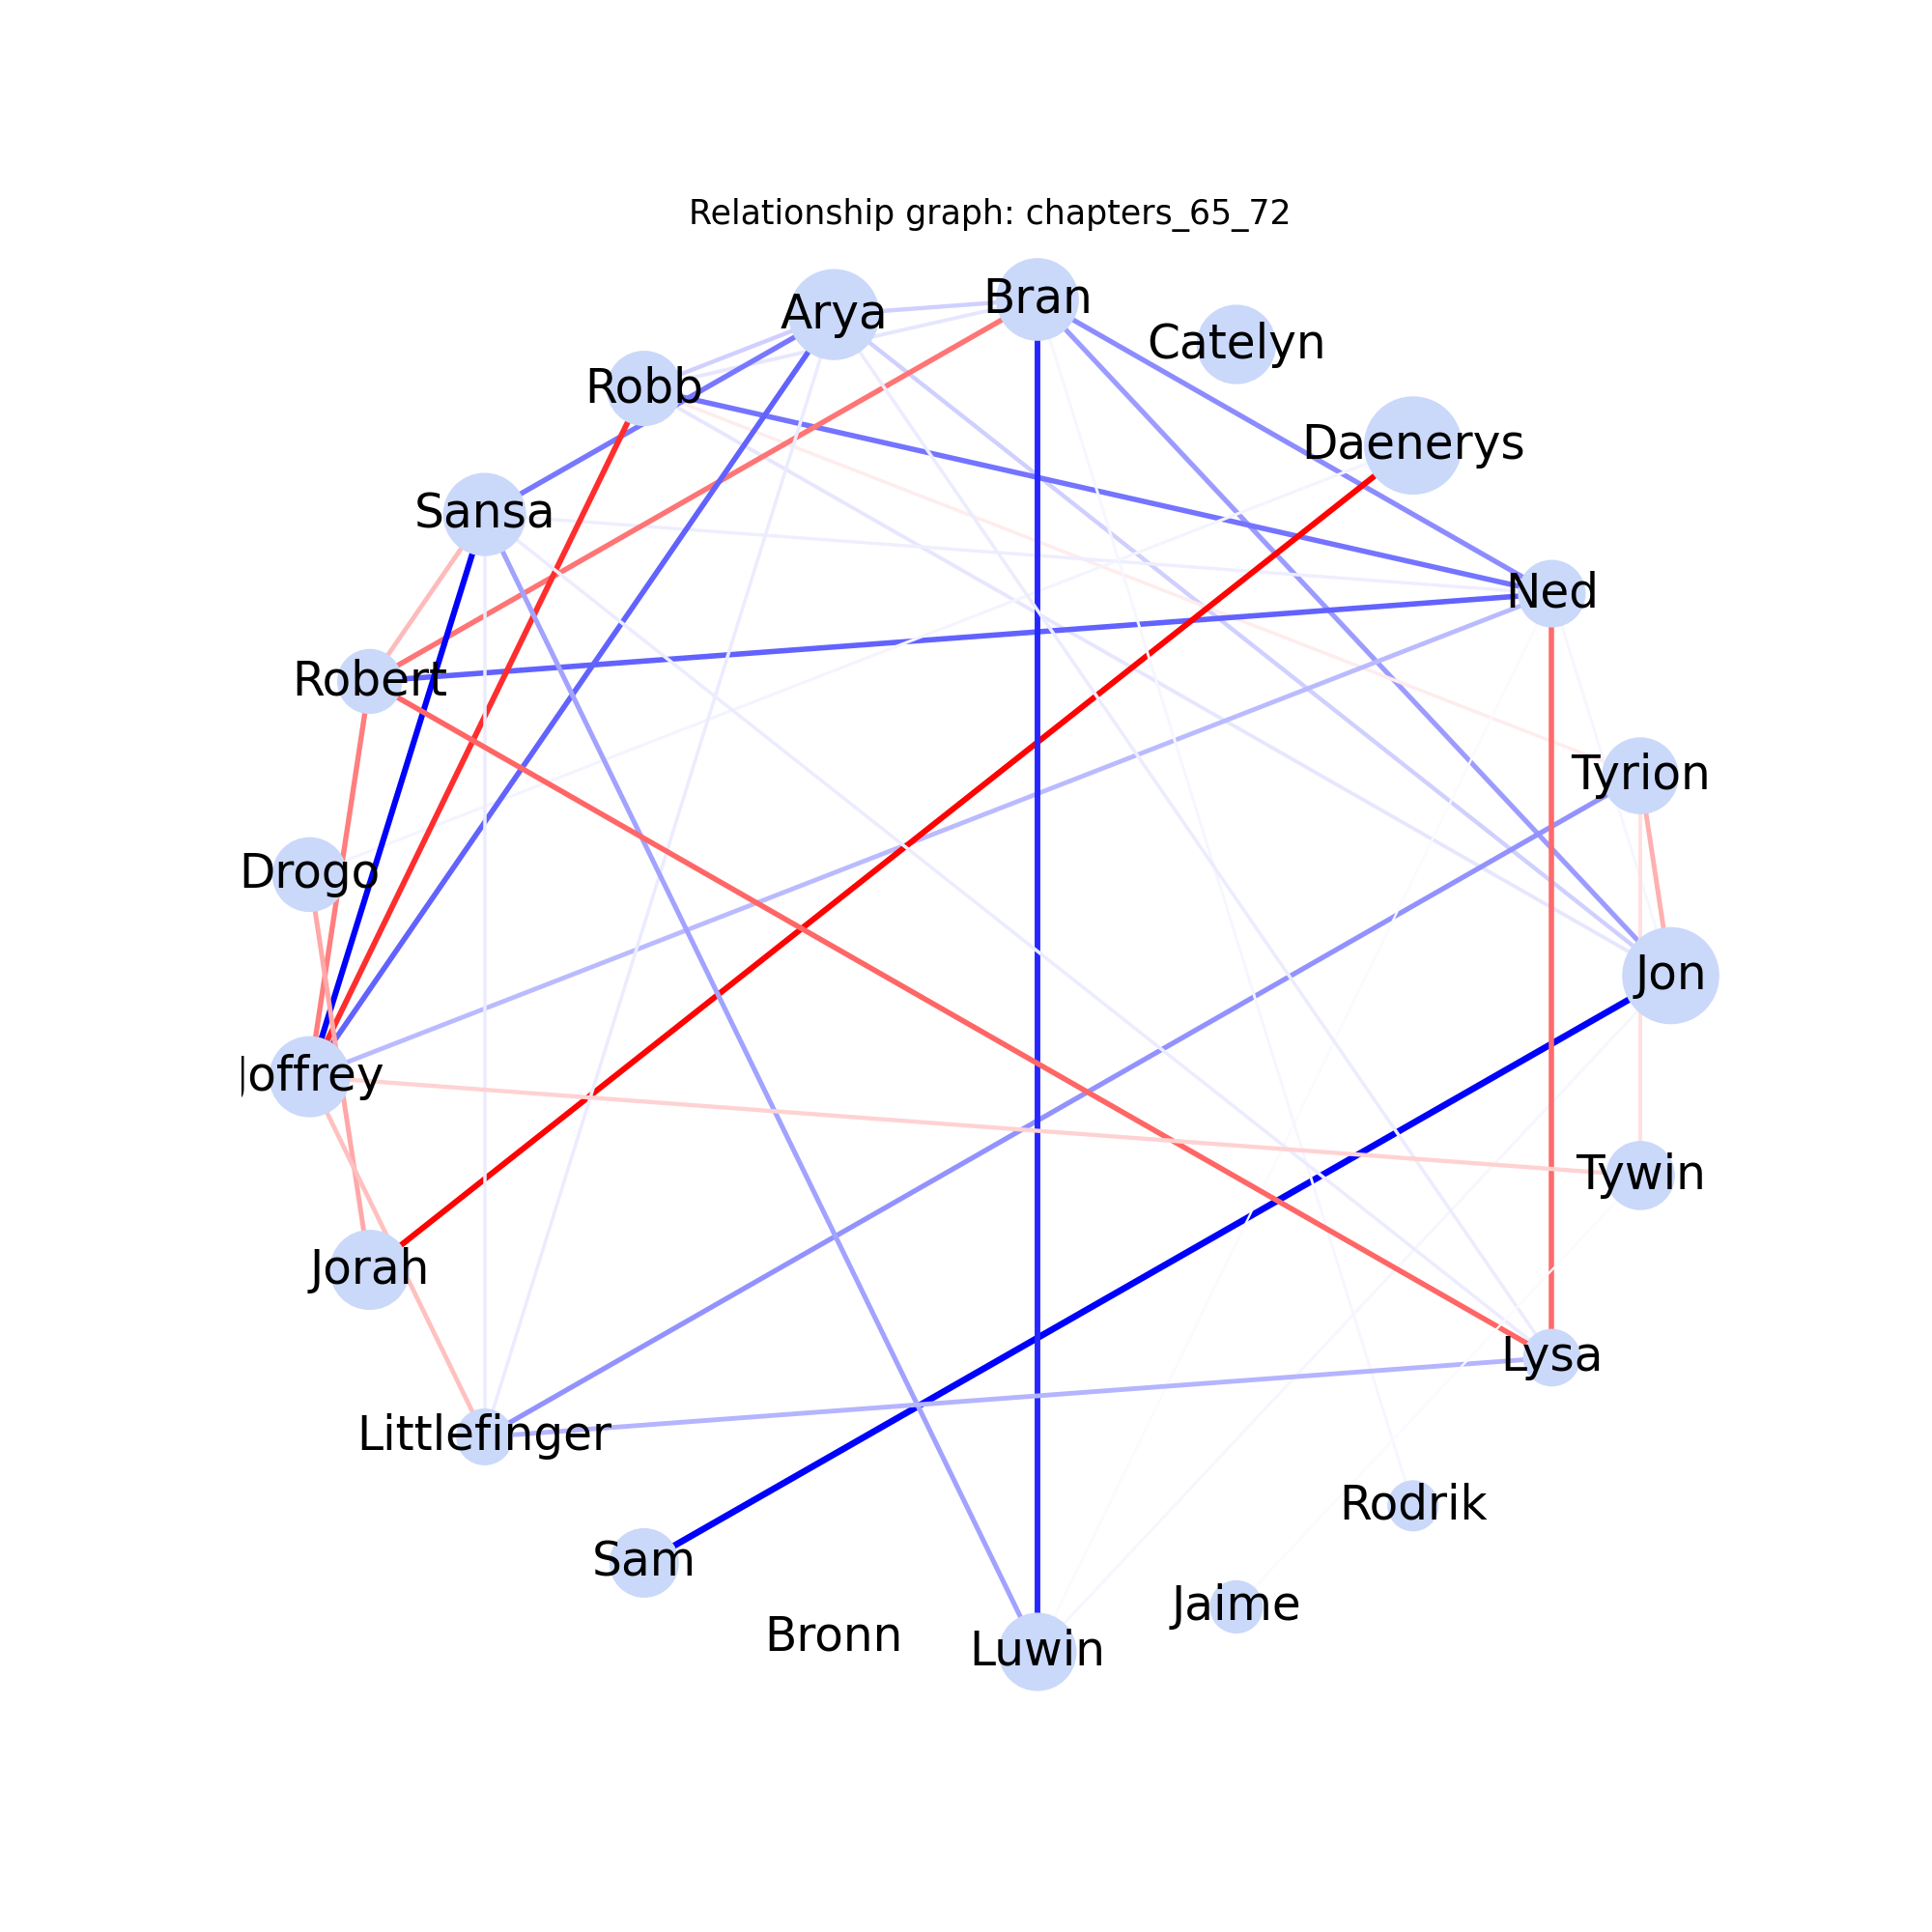 Relationship graph: chapters_65_72
Bran
Arya
Catelyn
Robb
Daenerys
Sansa
Ned
Robert
Tyrion
Drogo
Jon
Joffrey
Tywin
Jorah
Lysa
Littlefinger
Rodrik
Sam
Jaime
Bronn
Luwin